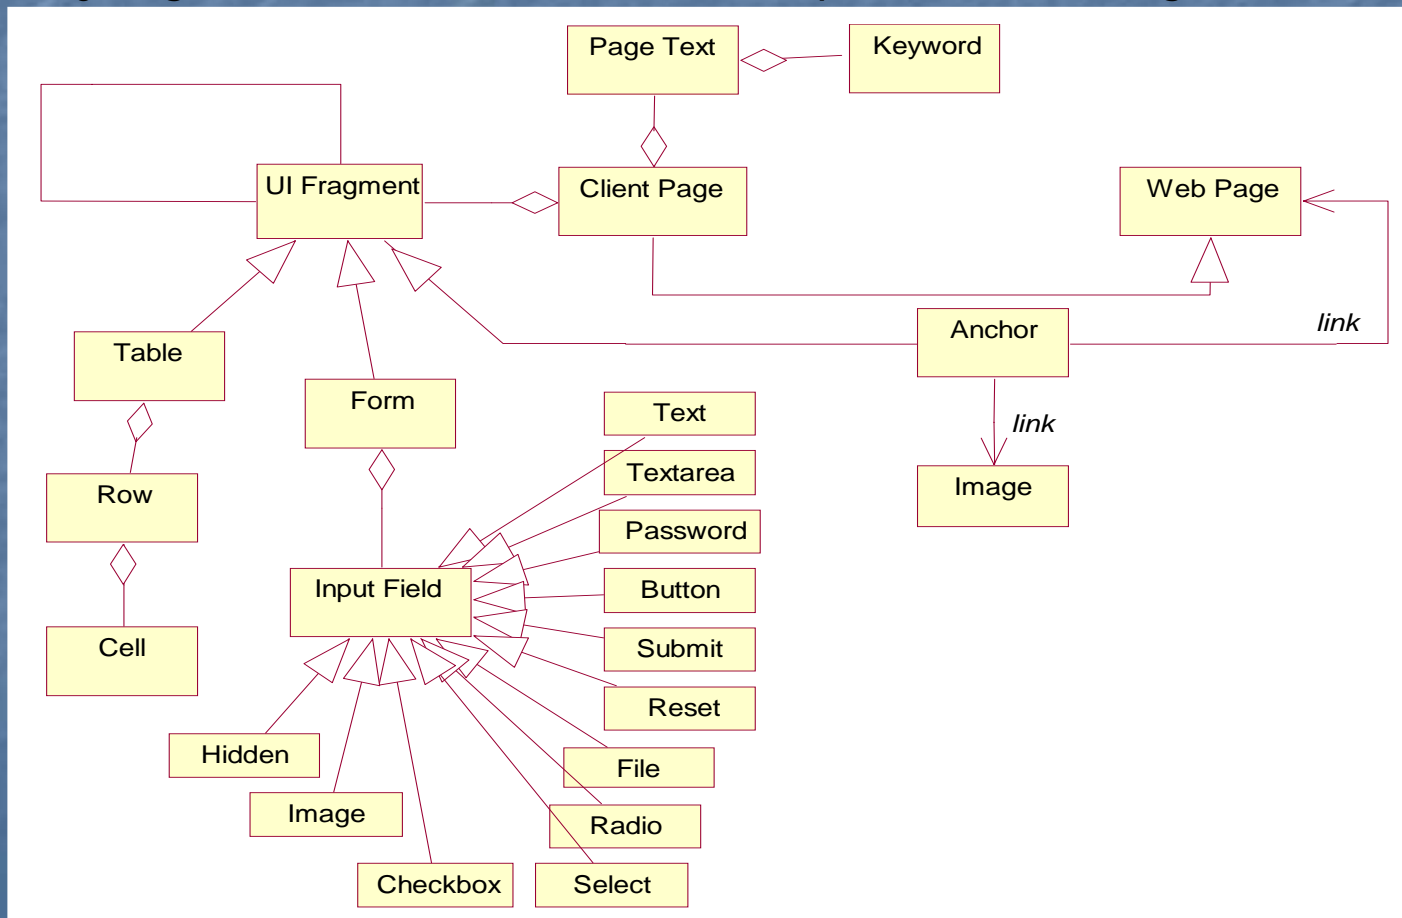 Page Text
Keyword
UI Fragment
Client Page
Web Page
link
Anchor
Table
Form
Text
link
Textarea
Image
Row
Password
Input Field
Button
Cell
Submit
Reset
Hidden
File
Image
Radio
Checkbox
Select